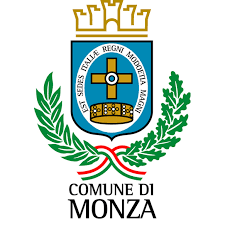 EST SEDES ITALIÆ REGNI MODOETIA MAGNI
COMUNE DI
MONZA